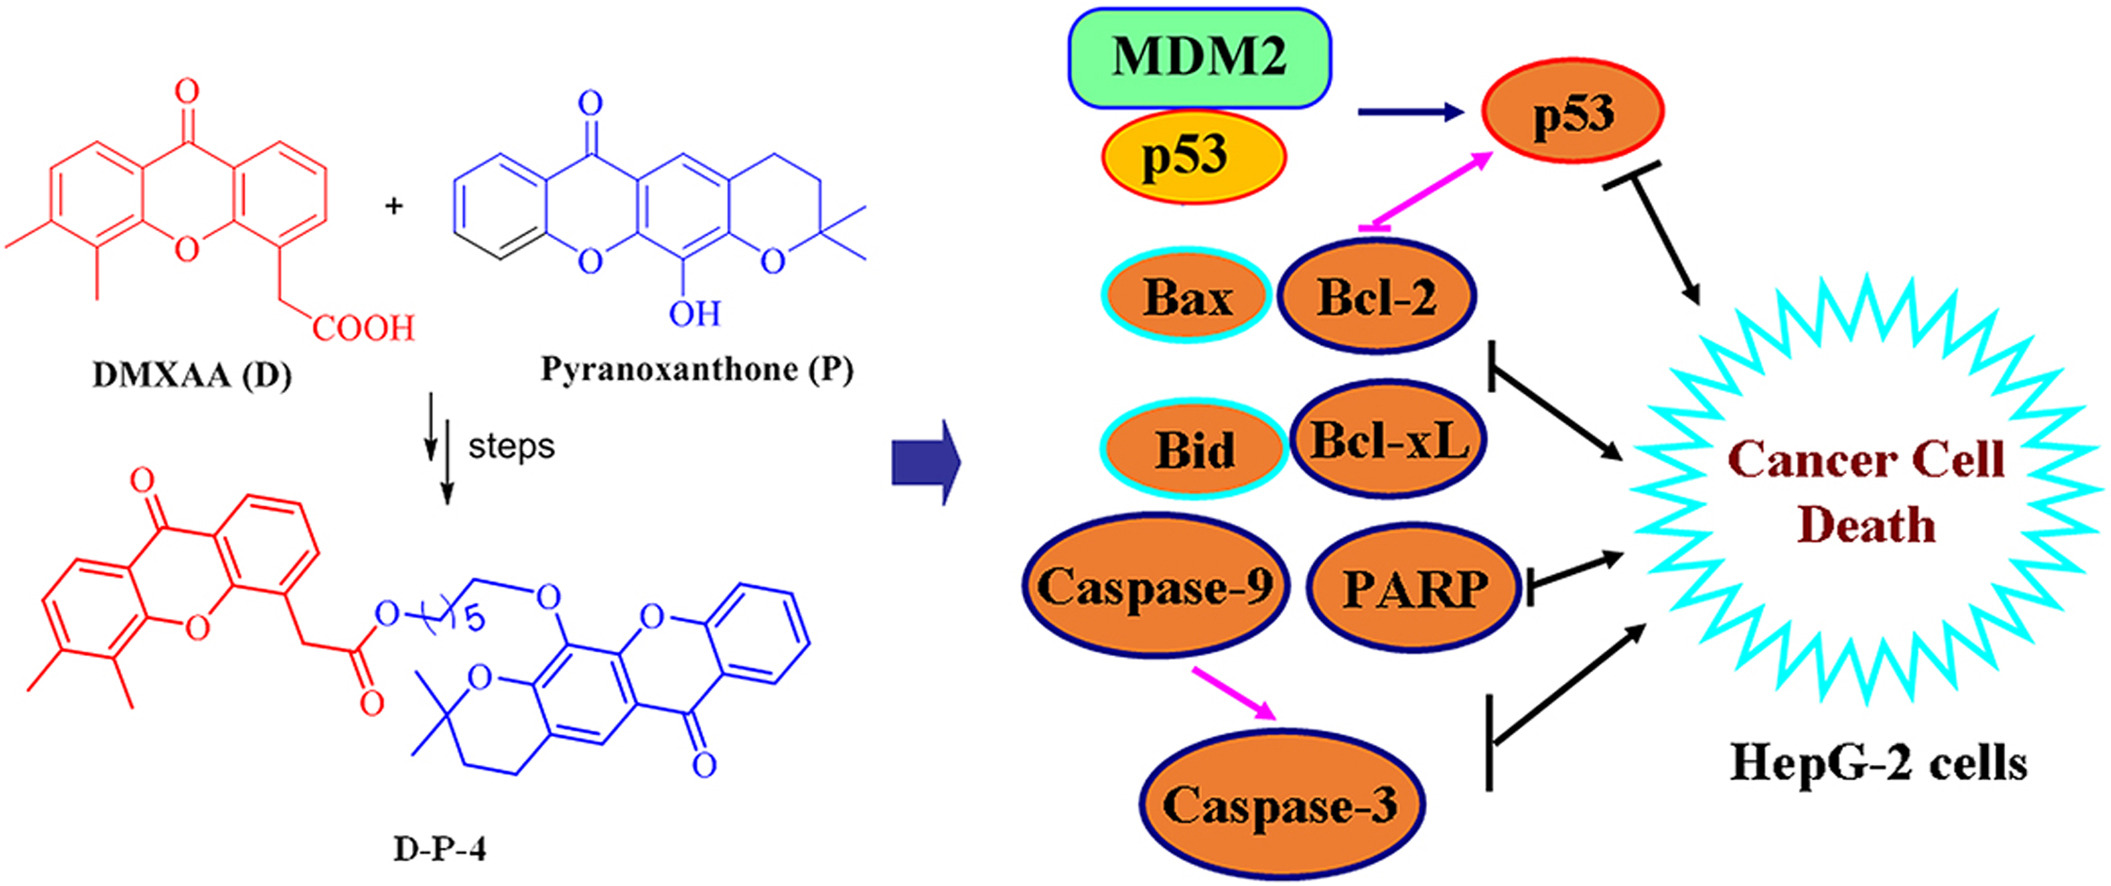 O
O
O
O
+
O
O
OH
COOH
DMXAA (D)
Pyranoxanthone (P)
steps
O
O
O
O
5
O
O
O
O
D-P-4
MDM2
p53
p53
Bax
Bcl-2
Bid
Bcl-xL
Caspase-9
PARP
Caspase-3
Cancer Cell
Death
HepG-2 cells